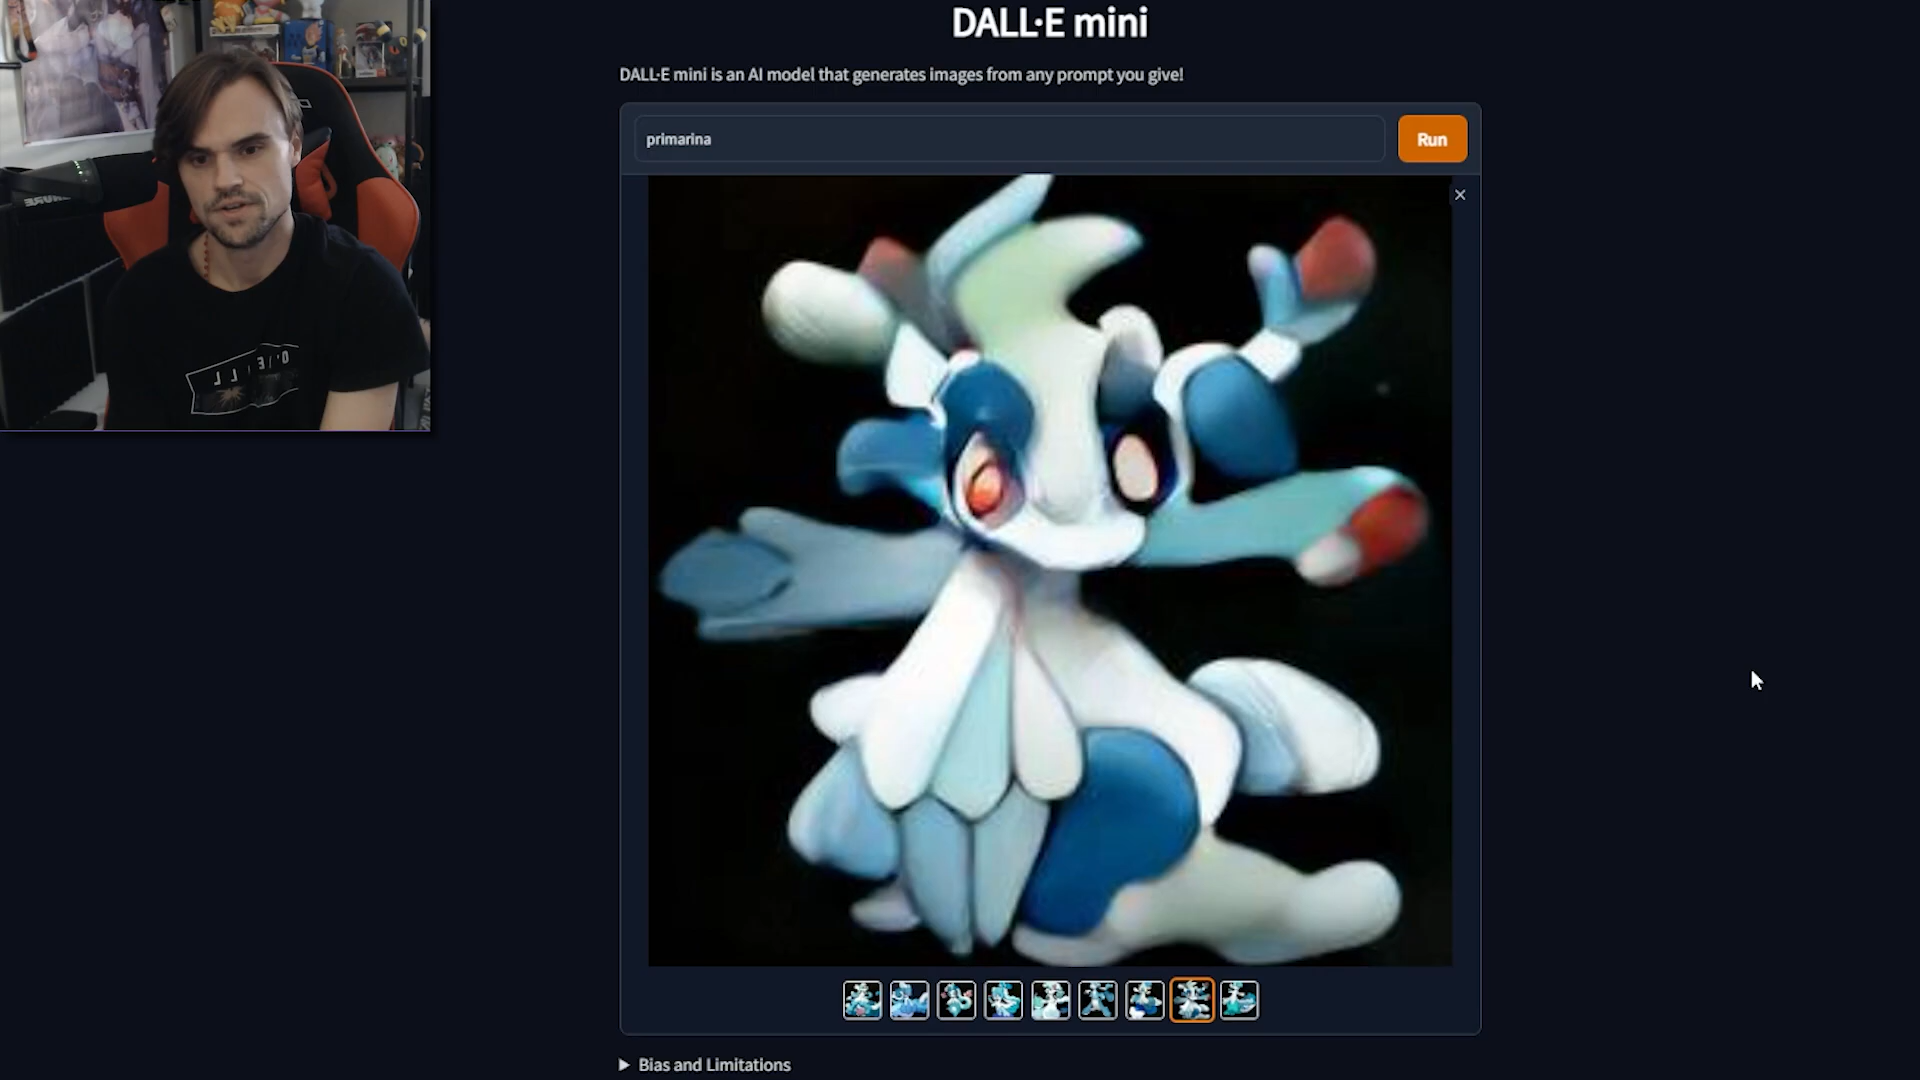 DALL·E mini
DALL·E mini is an AI model that generates images from any prompt you give!
primarina
Run
Bias and Limitations